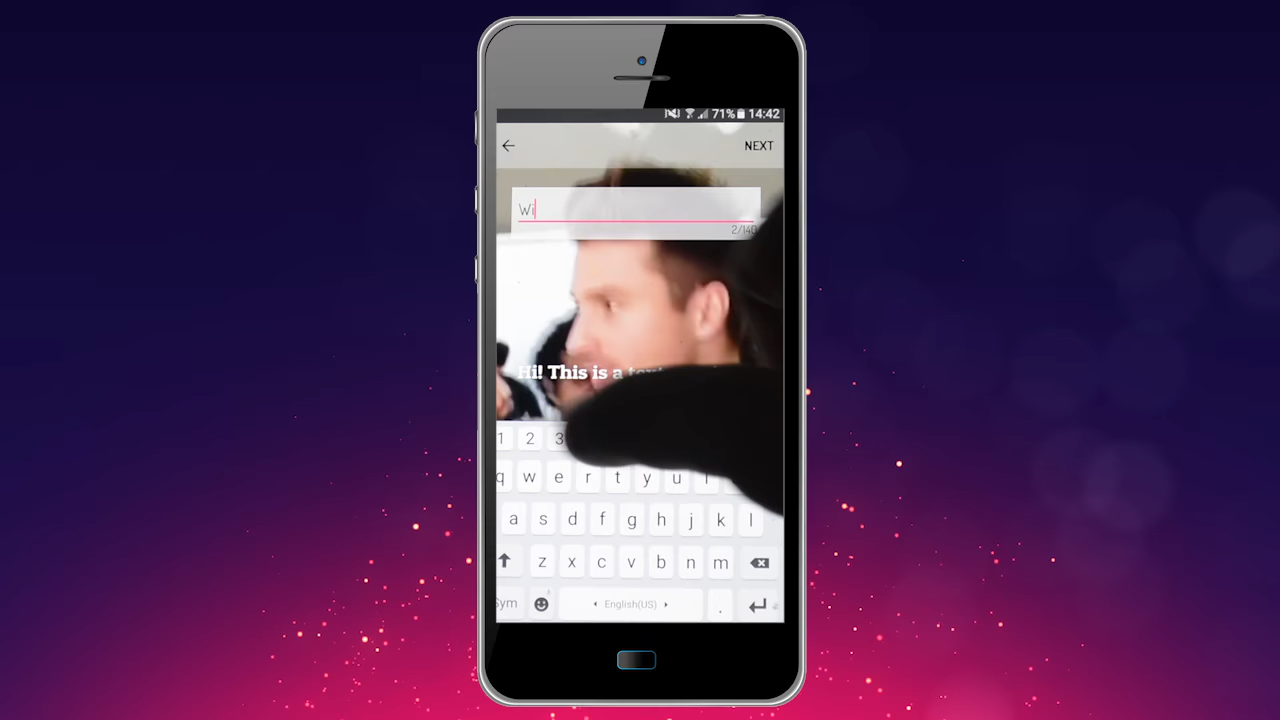 71% 14:42
NEXT
Wi
2/140
Hi! This is a
1 2 3
q w e r t y u
a s d f g h j k l
z x c v b n m
Sym English(US) .